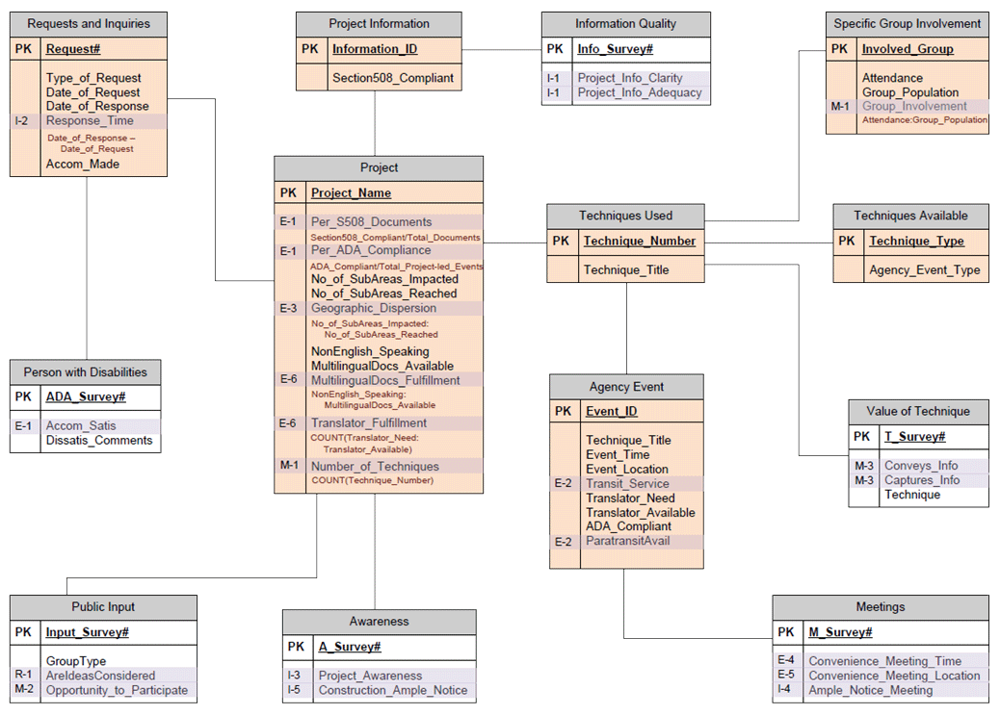 Requests and Inquiries
PK Request#
Type_of_Request
Date_of_Request
Date_of_Response
I-2 Response_Time
Date_of_Response –
Date_of_Request
Accom_Made
Project Information
PK Information_ID
Section508_Compliant
Information Quality
PK Info_Survey#
I-1 Project_Info_Clarity
I-1 Project_Info_Adequacy
Specific Group Involvement
PK Involved_Group
Attendance
Group_Population
M-1 Group_Involvement
Attendance:Group_Population
Project
PK Project_Name
E-1 Per_S508_Documents
Section508_Compliant/Total_Documents
E-1 Per_ADA_Compliance
ADA_Compliant/Total_Project-led_Events
No_of_SubAreas_Impacted
No_of_SubAreas_Reached
E-3 Geographic_Dispersion
No_of_SubAreas_Impacted:
No_of_SubAreas_Reached
NonEnglish_Speaking
MultilingualDocs_Available
E-6 MultilingualDocs_Fulfillment
NonEnglish_Speaking:
MultilingualDocs_Available
E-6 Translator_Fulfillment
COUNT(Translator_Need:
Translator_Available)
M-1 Number_of_Techniques
COUNT(Technique_Number)
Techniques Used
PK Technique_Number
Technique_Title
Techniques Available
PK Technique_Type
Agency_Event_Type
Person with Disabilities
PK ADA_Survey#
E-1 Accom_Satis
Dissatis_Comments
Agency Event
PK Event_ID
Technique_Title
Event_Time
Event_Location
E-2 Transit_Service
Translator_Need
Translator_Available
ADA_Compliant
E-2 ParatransitAvail
Value of Technique
PK T_Survey#
M-3 Conveys_Info
M-3 Captures_Info
Technique
Public Input
PK Input_Survey#
GroupType
R-1 AreIdeasConsidered
M-2 Opportunity_to_Participate
Awareness
PK A_Survey#
I-3 Project_Awareness
I-5 Construction_Ample_Notice
Meetings
PK M_Survey#
E-4 Convenience_Meeting_Time
E-5 Convenience_Meeting_Location
I-4 Ample_Notice_Meeting